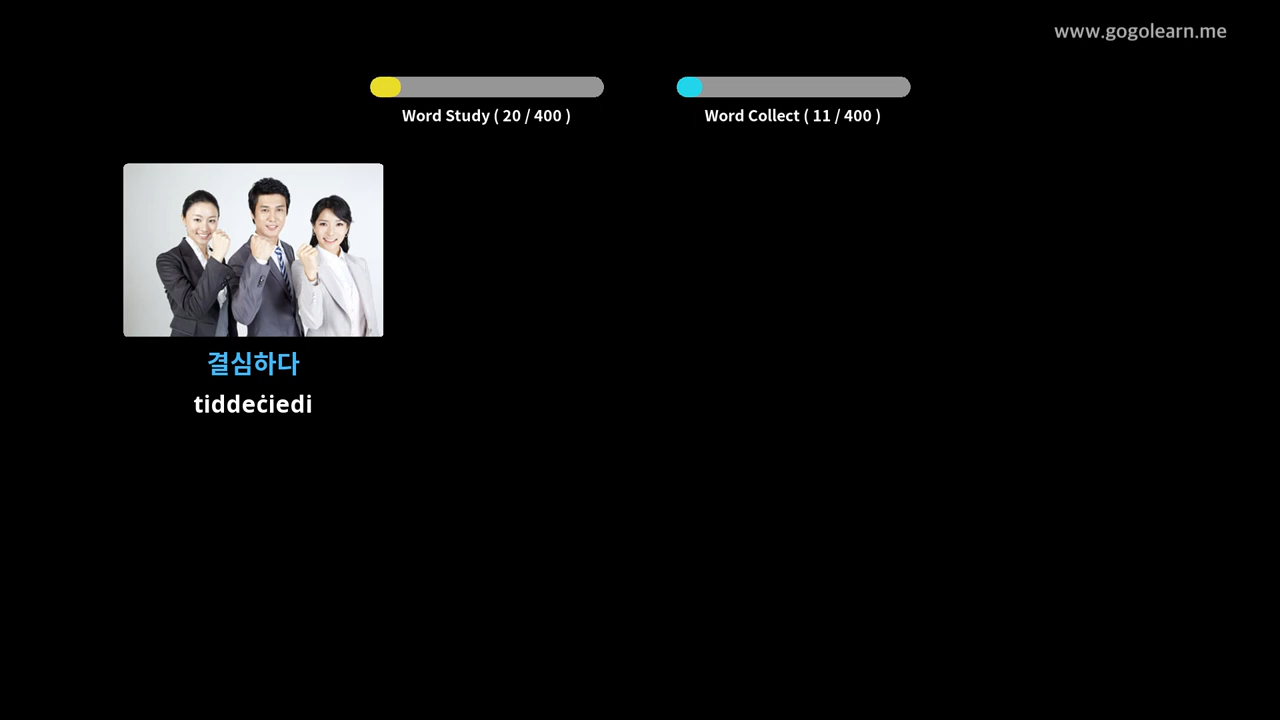 www.gogolearn.me
Word Study ( 20 / 400 )
Word Collect ( 11 / 400 )
결심하다
tiddeċiedi